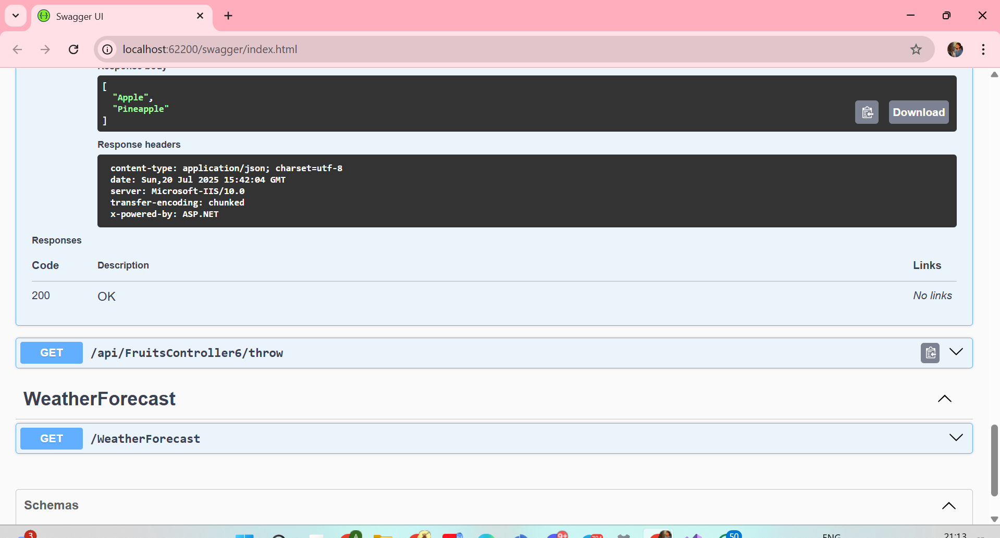 Swagger UI
localhost:62200/swagger/index.html
Response body
[
"Apple",
"Pineapple"
]
Download
Response headers
content-type: application/json; charset=utf-8
date: Sun,20 Jul 2025 15:42:04 GMT
server: Microsoft-IIS/10.0
transfer-encoding: chunked
x-powered-by: ASP.NET
Responses
Code Description Links
200 OK No links
GET /api/FruitsController6/throw
WeatherForecast
GET /WeatherForecast
Schemas
3 9+ 50 ENG 21:13